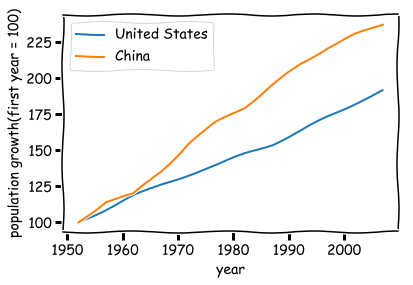 population growth(first year = 100)
United States
China
225
200
175
150
125
100
1950 1960 1970 1980 1990 2000
year